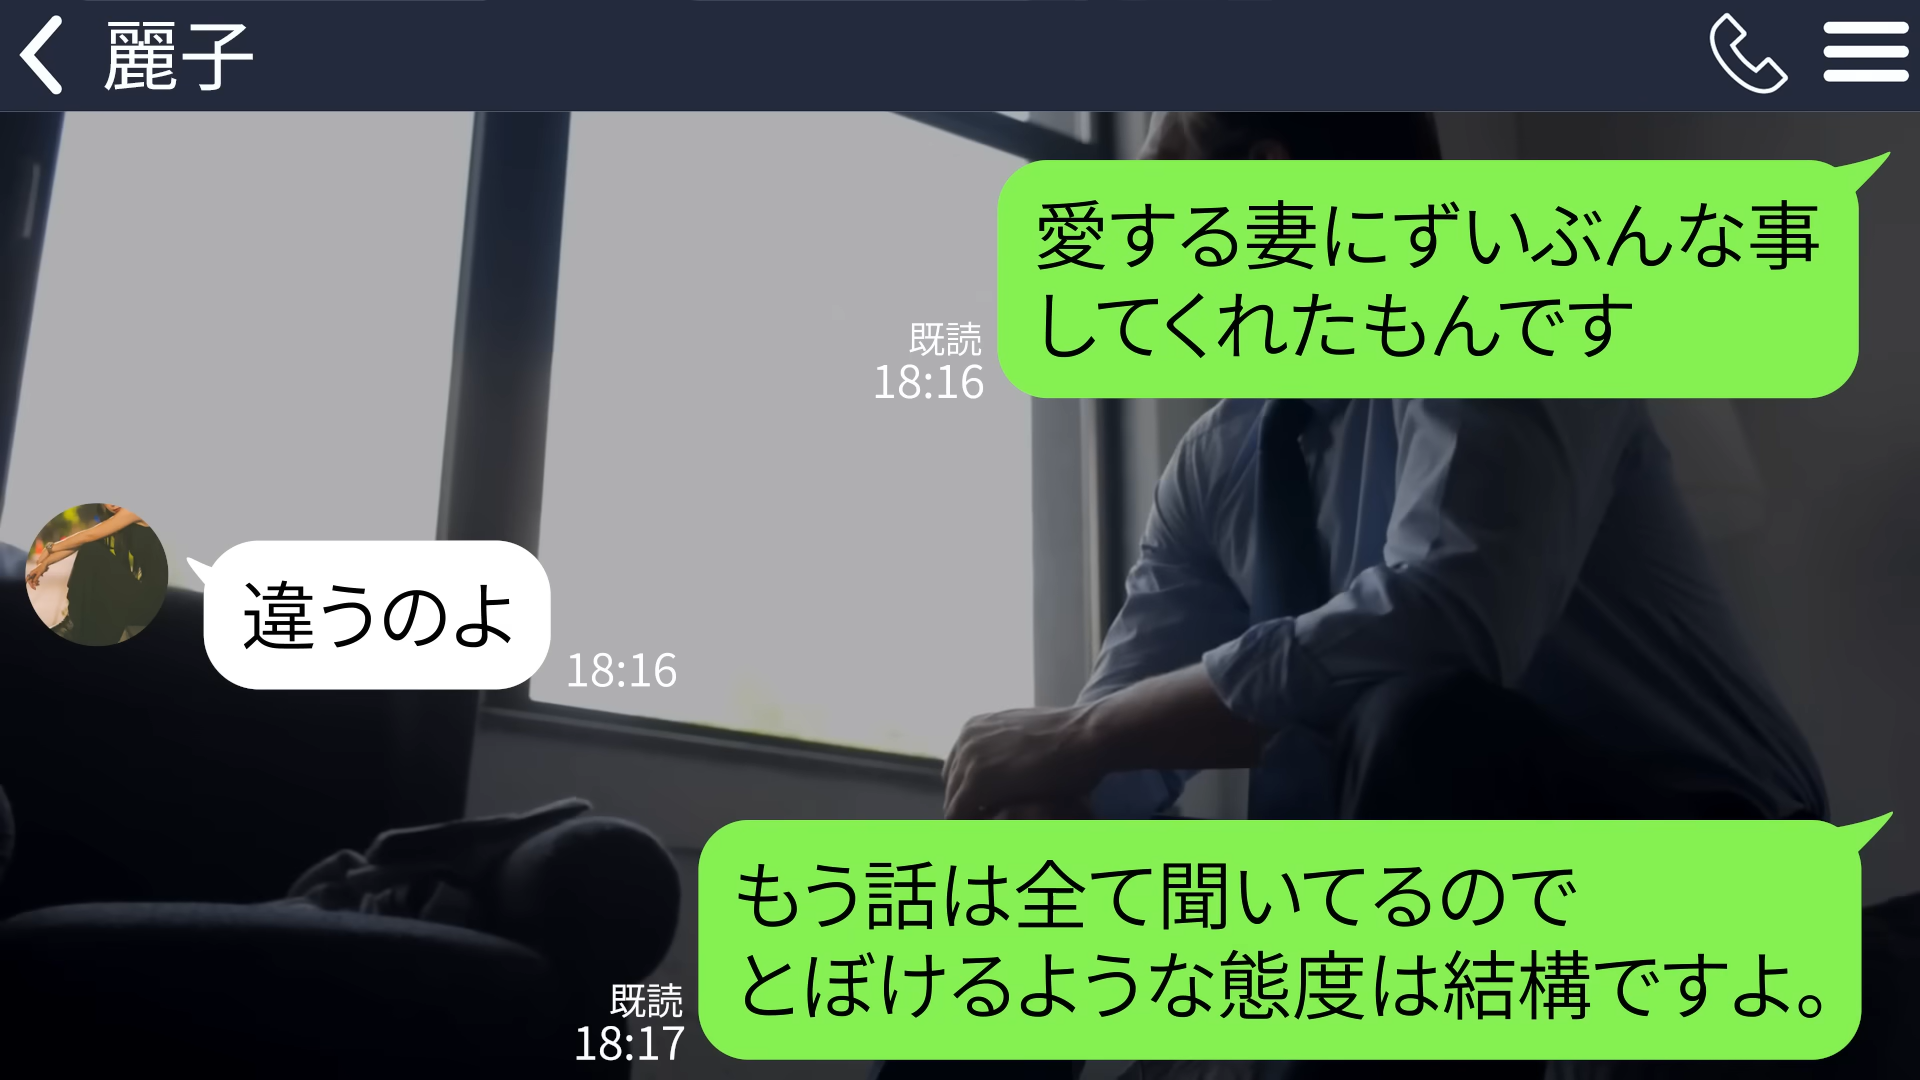 麗子
愛する妻にずいぶんな事
してくれたもんです
既読
18:16
違うのよ
18:16
もう話は全て聞いてるので
とぼけるような態度は結構ですよ。
既読
18:17